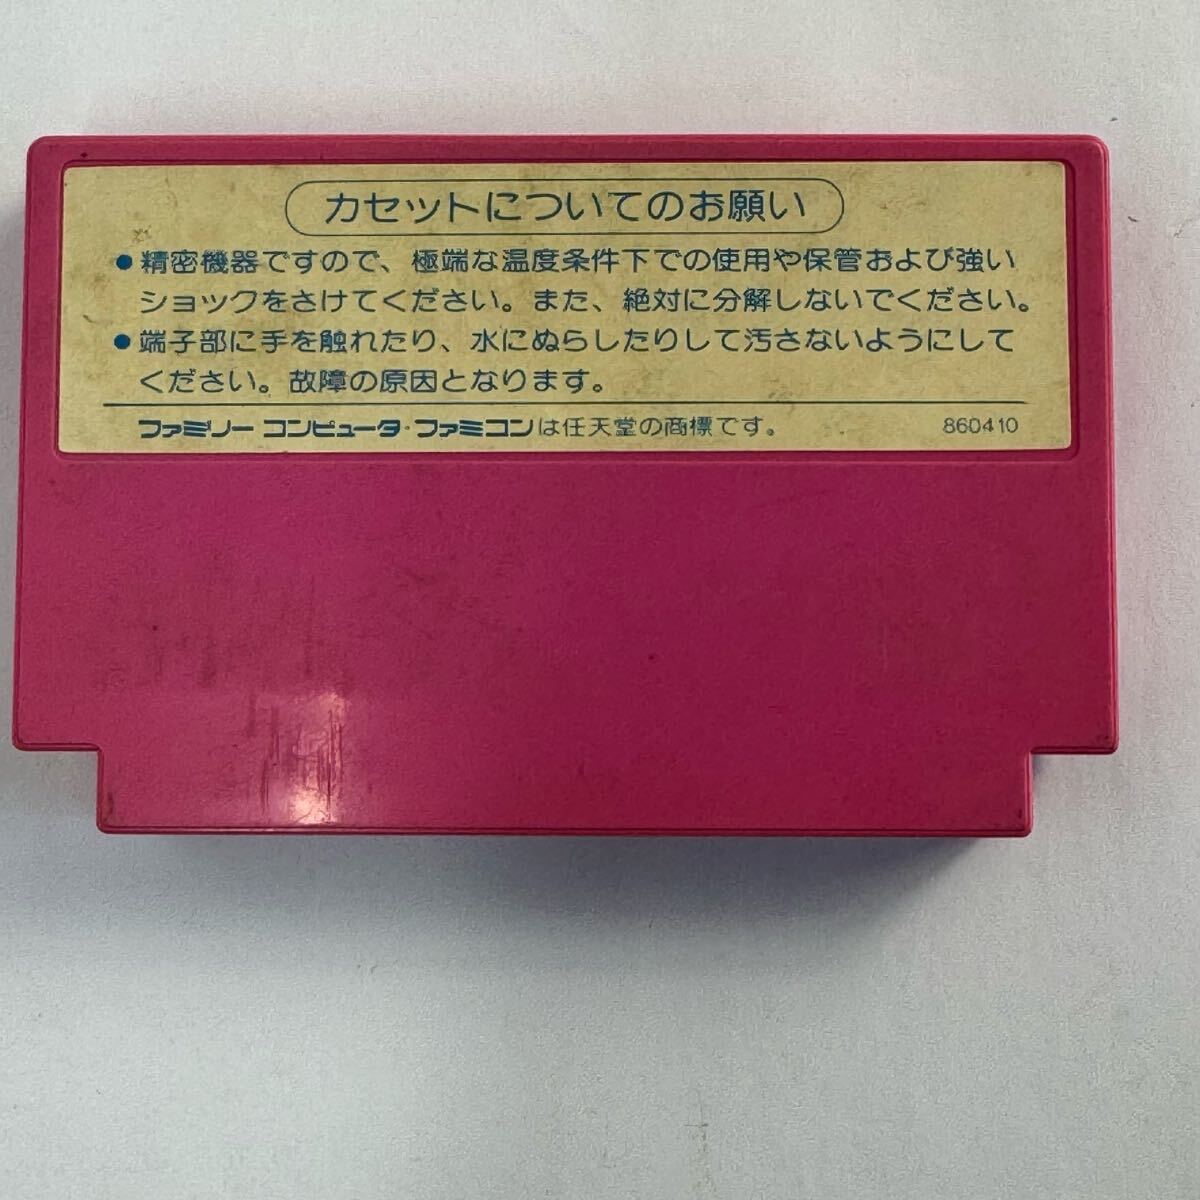 カセットについてのお願い
●精密機器ですので、極端な温度条件下での使用や保管および強い
ショックをさけてください。また、絶対に分解しないでください。
●端子部に手を触れたり、水にぬらしたりして汚さないようにして
ください。故障の原因となります。
ファミリーコンピュータ・ファミコンは任天堂の商標です。 860410